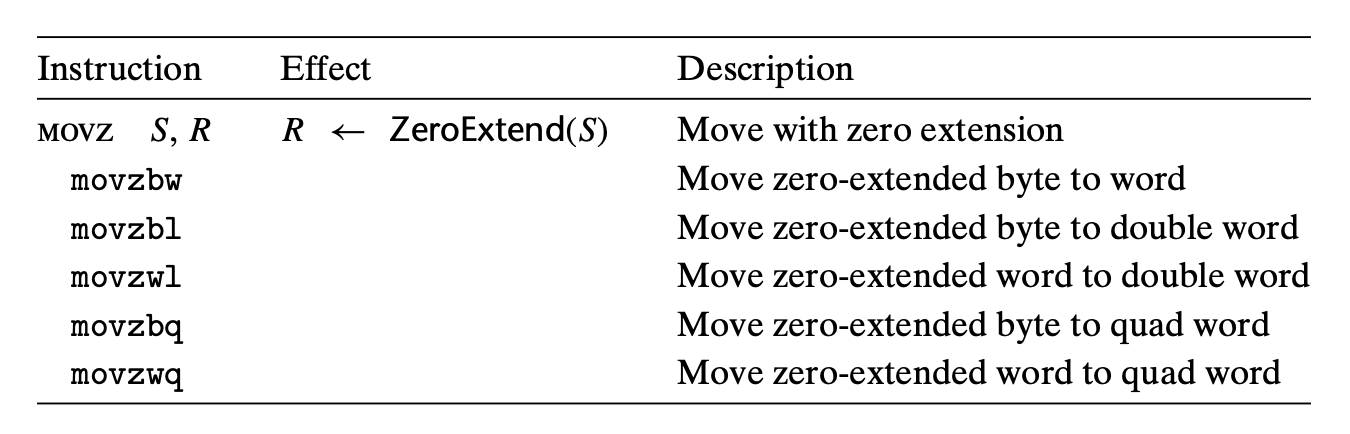 Instruction Effect Description
MOVZ S, R R ← ZeroExtend(S) Move with zero extension
movzbw Move zero-extended byte to word
movzbl Move zero-extended byte to double word
movzwl Move zero-extended word to double word
movzbq Move zero-extended byte to quad word
movzwq Move zero-extended word to quad word